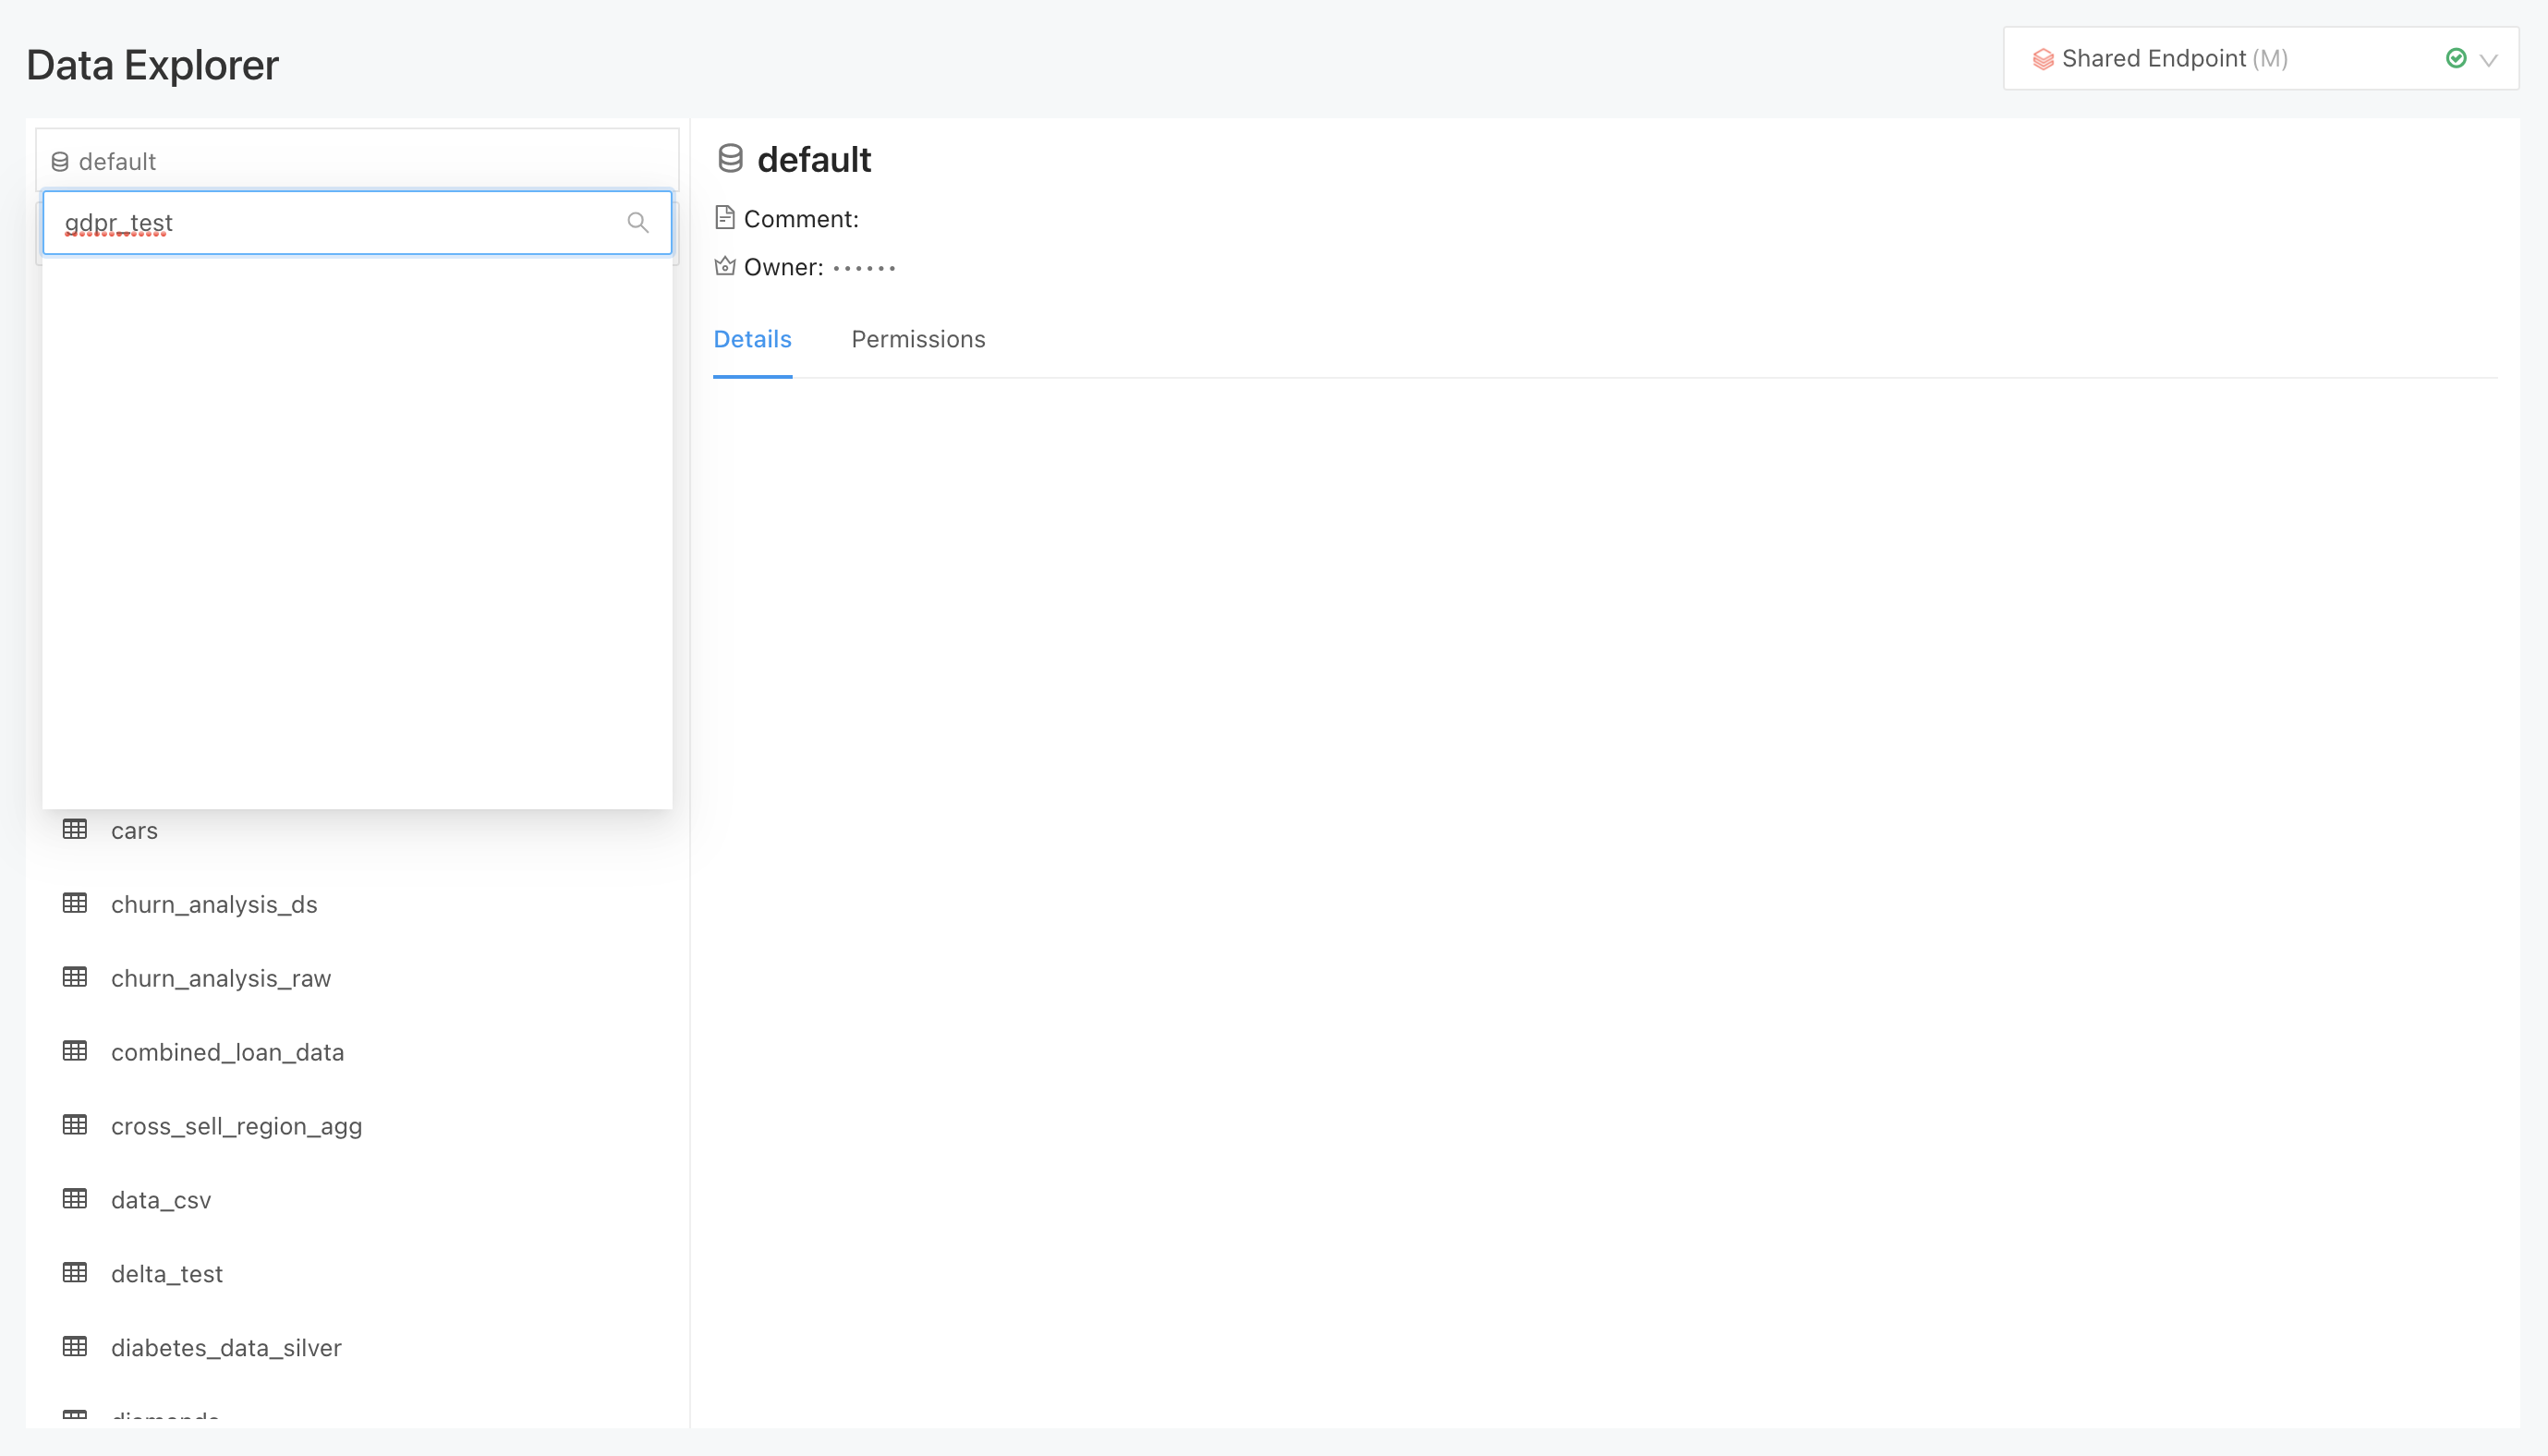 Data Explorer
Shared Endpoint (M)
default
gdpr_test
cars
churn_analysis_ds
churn_analysis_raw
combined_loan_data
cross_sell_region_agg
data_csv
delta_test
diabetes_data_silver
default
Comment:
Owner: ······
Details
Permissions